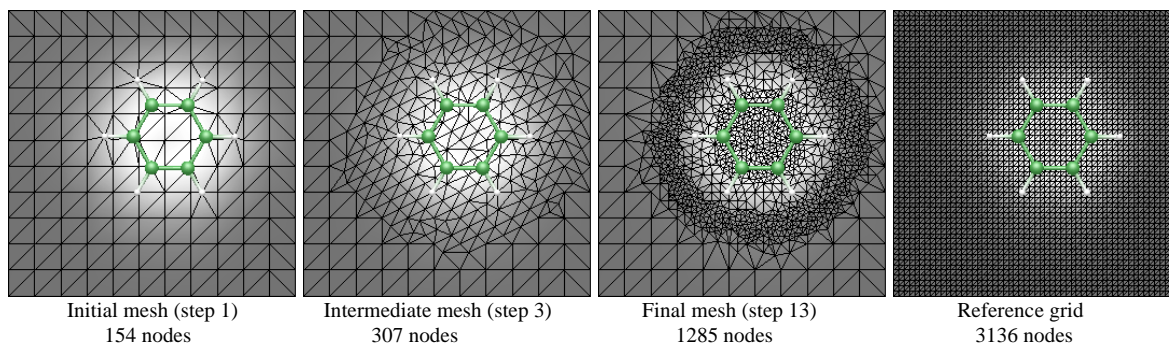 Initial mesh (step 1)
154 nodes
Intermediate mesh (step 3)
307 nodes
Final mesh (step 13)
1285 nodes
Reference grid
3136 nodes